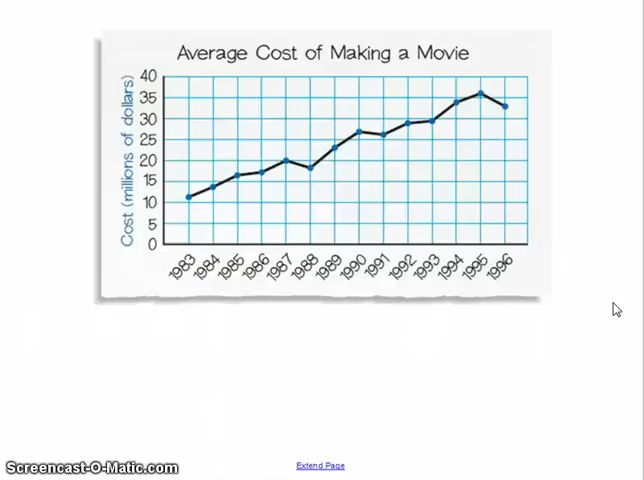 Average Cost of Making a Movie
Cost (millions of dollars)
40
35
30
25
20
15
10
5
0
1983 1984 1985 1986 1987 1988 1989 1990 1991 1992 1993 1994 1995 1996
Extend Page
Screencast-O-Matic.com